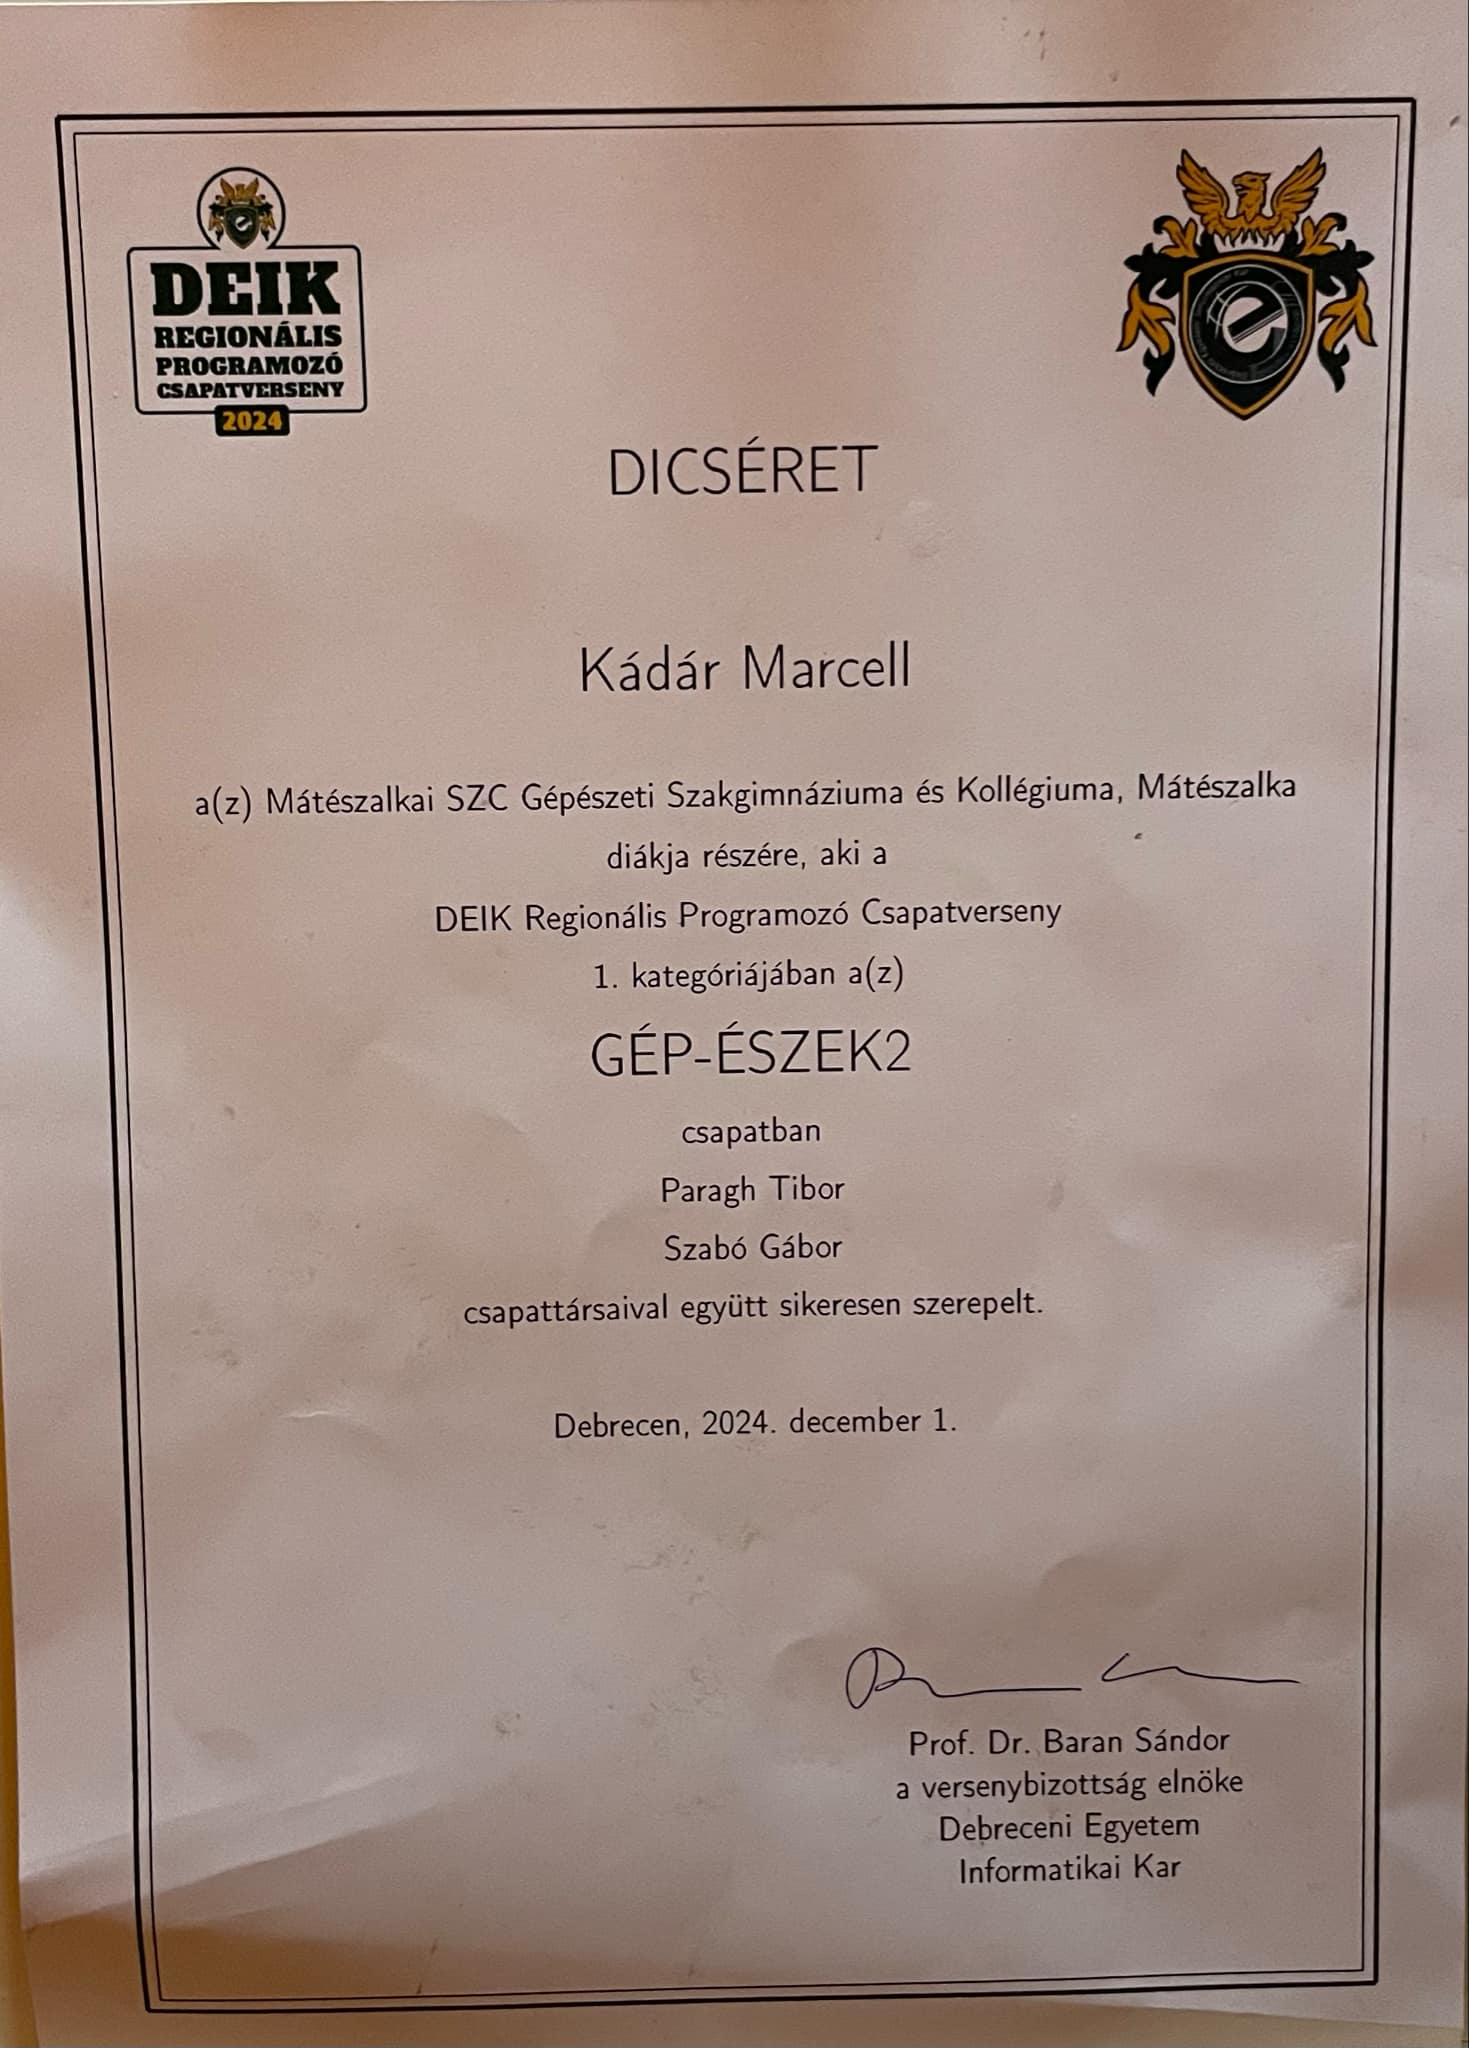 DEIK
REGIONÁLIS
PROGRAMOZÓ
CSAPATVERSENY
2024
DICSÉRET
Kádár Marcell
a(z) Mátészalkai SZC Gépészeti Szakgimnáziuma és Kollégiuma, Mátészalka
diákja részére, aki a
DEIK Regionális Programozó Csapatverseny
1. kategóriájában a(z)
GÉP-ÉSZEK2
csapatban
Paragh Tibor
Szabó Gábor
csapattársaival együtt sikeresen szerepelt.
Debrecen, 2024. december 1.
Prof. Dr. Baran Sándor
a versenybizottság elnöke
Debreceni Egyetem
Informatikai Kar